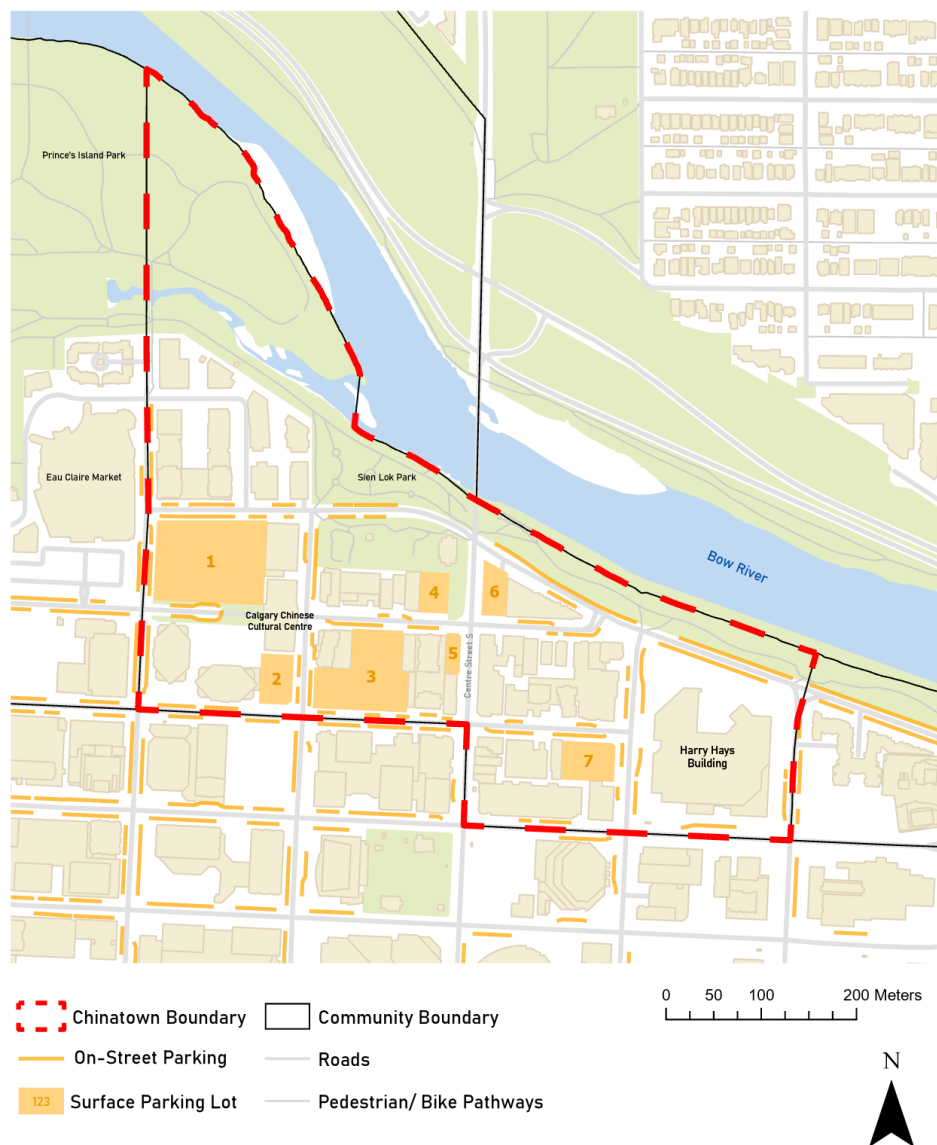 Prince's Island Park
Eau Claire Market
Sien Lok Park
Bow River
1
4
6
Calgary Chinese
Cultural Centre
2
3
5
Centre Street S
7
Harry Hays
Building
Chinatown Boundary
Community Boundary
On-Street Parking
Roads
123
Surface Parking Lot
Pedestrian/ Bike Pathways
0 50 100 200 Meters
N